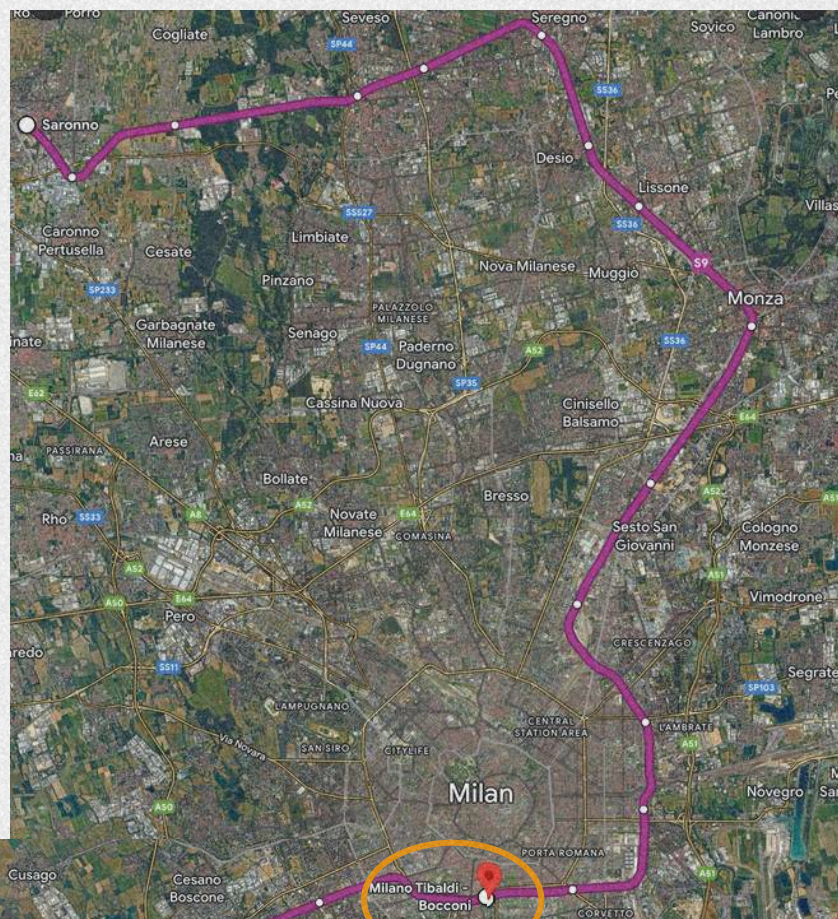 Seveso
Seregno
Canonic
Lambro
Sovico
Cogliate
SP44
SS36
Saronno
Desio
Lissone
SS36
Villas
Caronno
Pertusella
Cesate
SS527
Limbiate
S9
Nova Milanese
Muggiò
Pinzano
SP233
Monza
PALAZZOLO
MILANESE
Garbagnate
Milanese
Senago
SP44
Paderno
Dugnano
A52
SS36
SP35
E62
Cassina Nuova
Cinisello
Balsamo
E64
Arese
PASSIRANA
Bollate
A52
Bresso
A52
Rho
SS33
A8
Novate
Milanese
E64
COMASINA
Sesto San
Giovanni
Cologno
Monzese
A52
A51
E64
A50
Pero
Vimodrone
CRESCENZAGO
SS11
Segrate
SP103
LAMPUGNANO
CENTRAL
STATION AREA
LAMBRATE
Via Novara
SAN SIRO
CITYLIFE
A51
Milan
Novegro
A50
PORTA ROMANA
Cusago
Cesano
Boscone
Milano Tibaldi -
Bocconi
A51
CORVETTO